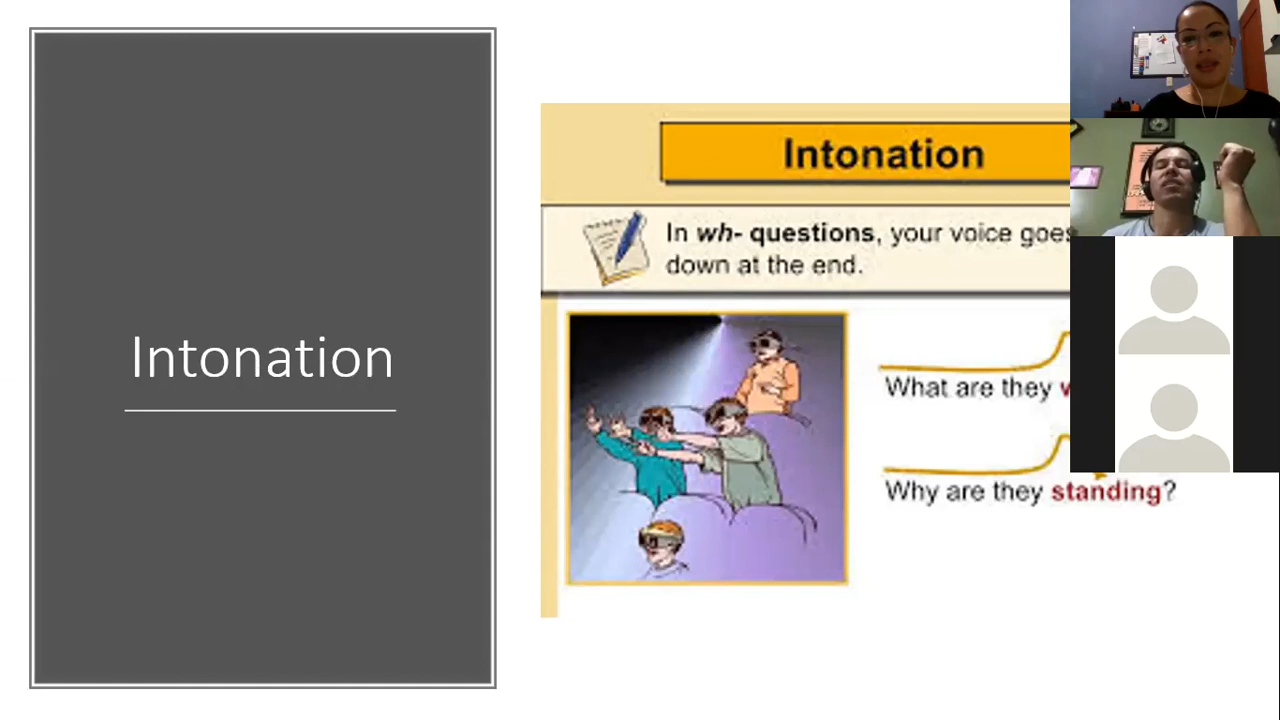 Intonation
Intonation
In wh- questions, your voice goes
down at the end.
What are they
Why are they standing?